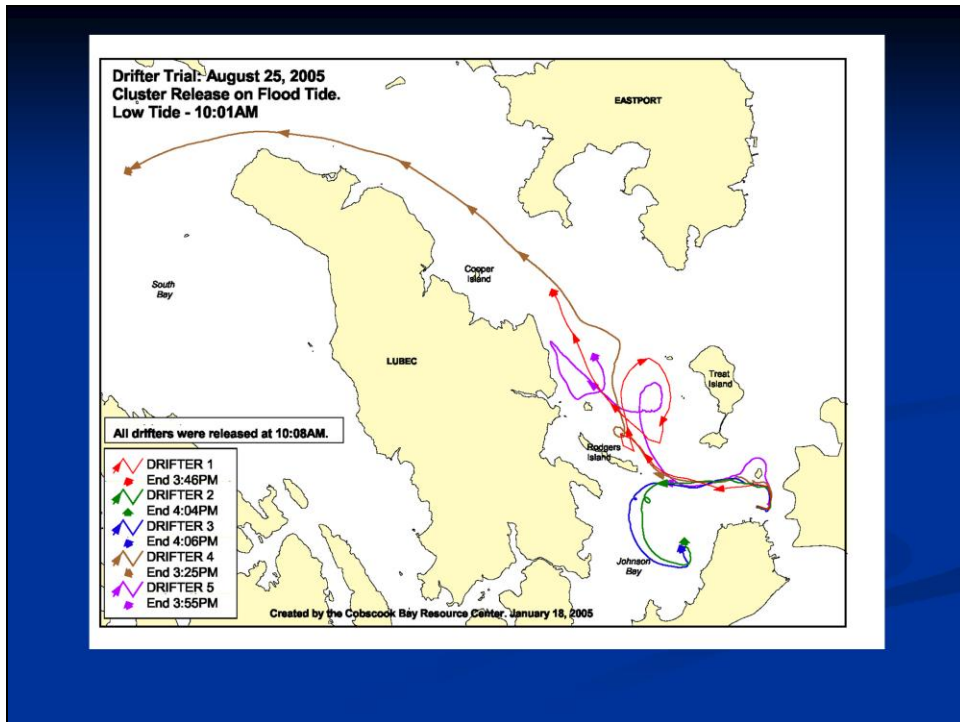 Drifter Trial: August 25, 2005
Cluster Release on Flood Tide.
Low Tide - 10:01AM
EASTPORT
Cooper
Island
South
Bay
LUBEC
Treat
Island
Rodgers
Island
Johnson
Bay
All drifters were released at 10:08AM.
DRIFTER 1
End 3:46PM
DRIFTER 2
End 4:04PM
DRIFTER 3
End 4:06PM
DRIFTER 4
End 3:25PM
DRIFTER 5
End 3:55PM
Created by the Cobscook Bay Resource Center. January 18, 2005